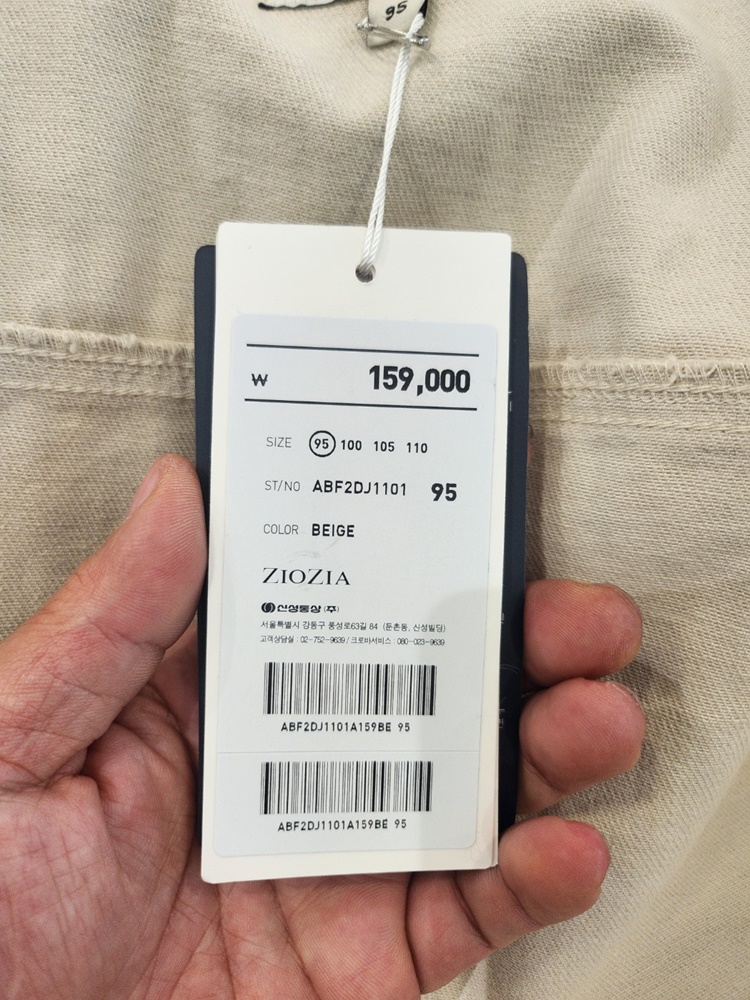 95
₩ 159,000
SIZE 95 100 105 110
ST/NO ABF2DJ1101 95
COLOR BEIGE
ZIOZIA
신성통상 (주)
서울특별시 강동구 풍성로63길 84 (둔촌동, 신성빌딩)
고객상담실 : 02-752-9639 / 크로바서비스 : 080-023-9639
ABF2DJ1101A159BE 95
ABF2DJ1101A159BE 95